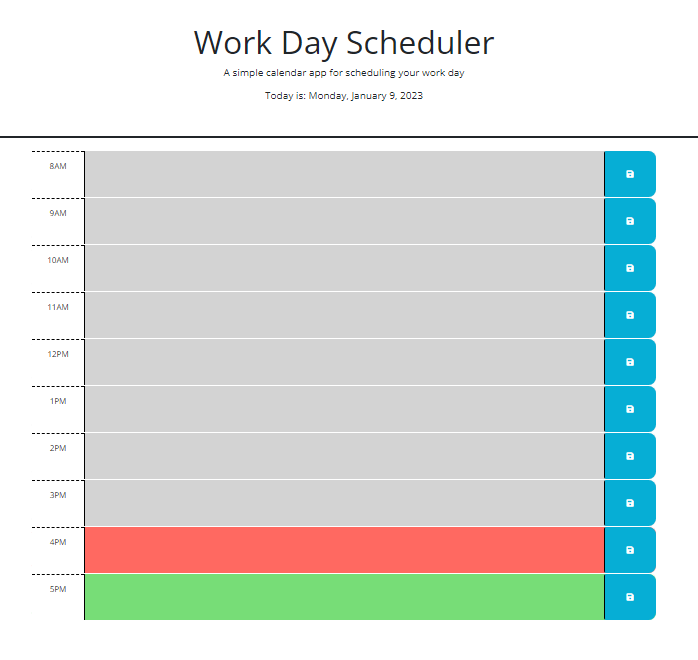 Work Day Scheduler
A simple calendar app for scheduling your work day
Today is: Monday, January 9, 2023
8AM
9AM
10AM
11AM
12PM
1PM
2PM
3PM
4PM
5PM